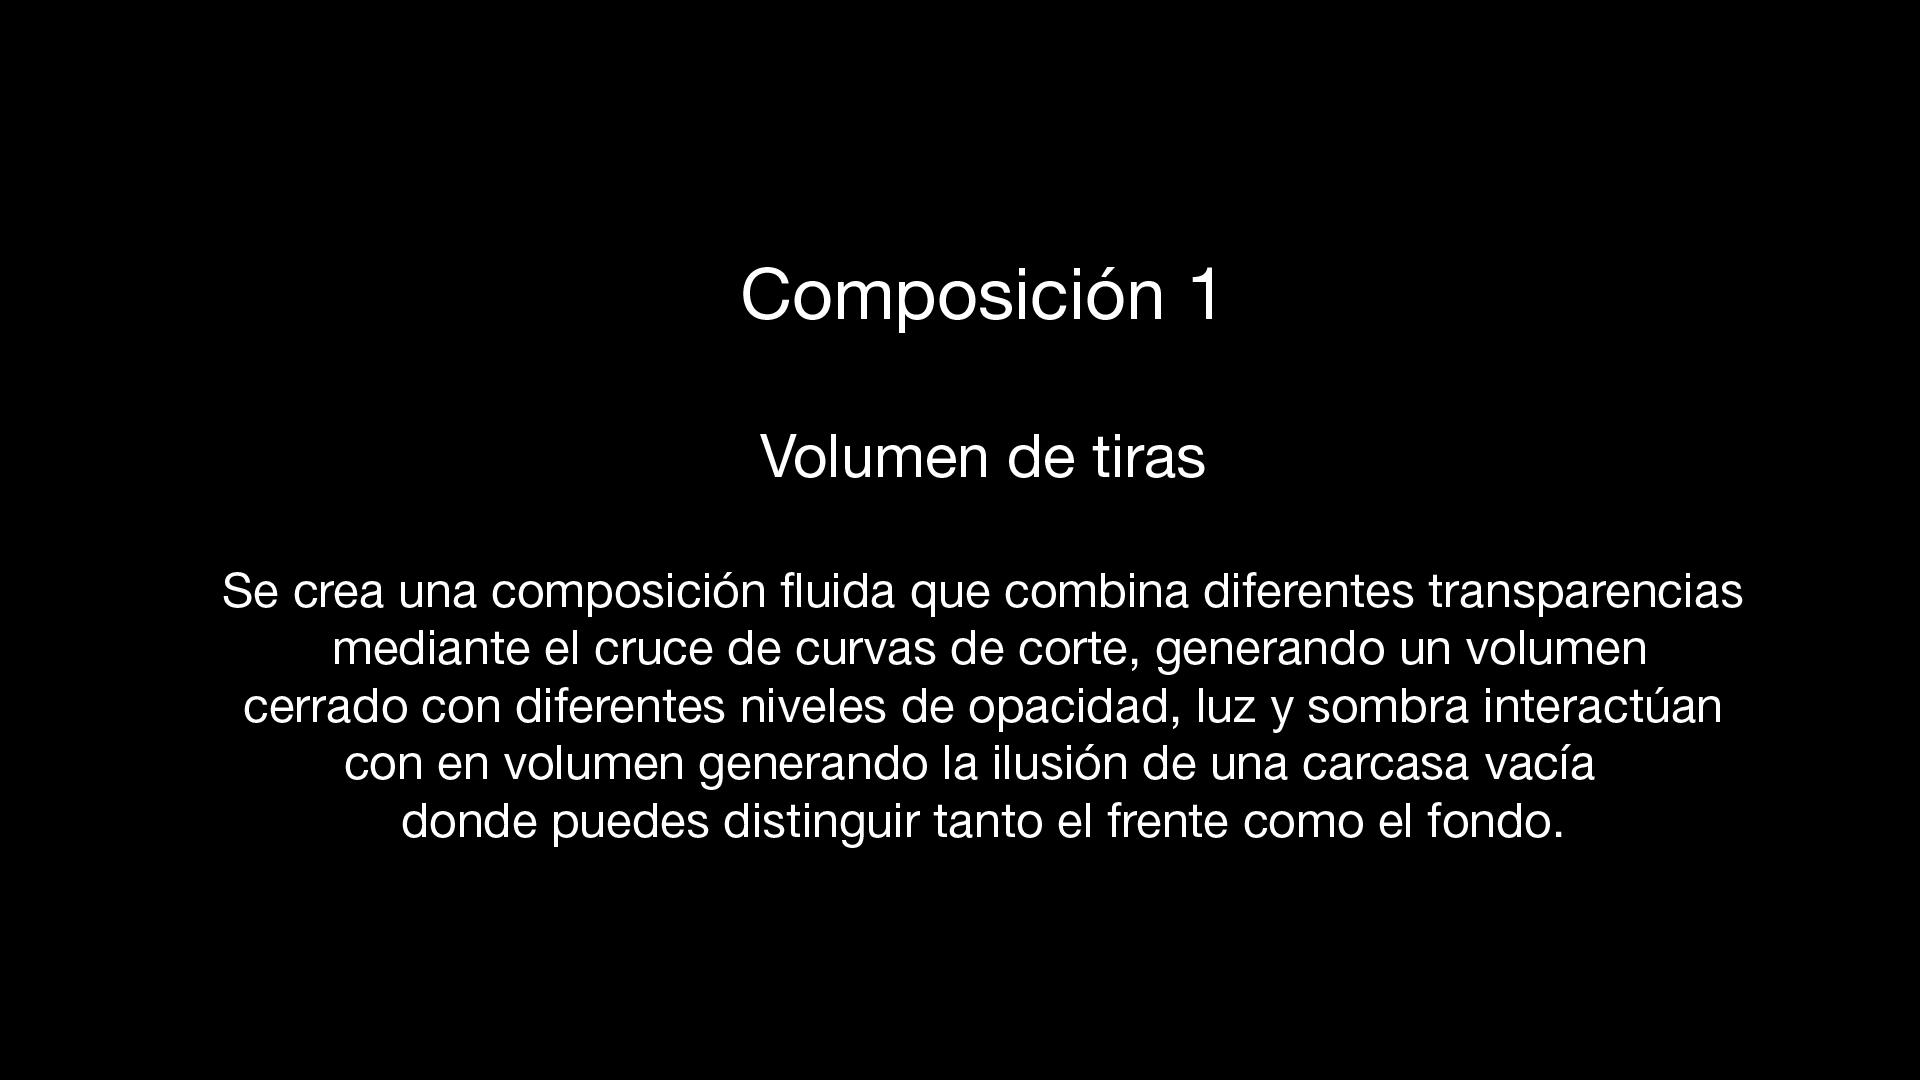 Composición 1
Volumen de tiras
Se crea una composición fluida que combina diferentes transparencias
mediante el cruce de curvas de corte, generando un volumen
cerrado con diferentes niveles de opacidad, luz y sombra interactúan
con en volumen generando la ilusión de una carcasa vacía
donde puedes distinguir tanto el frente como el fondo.